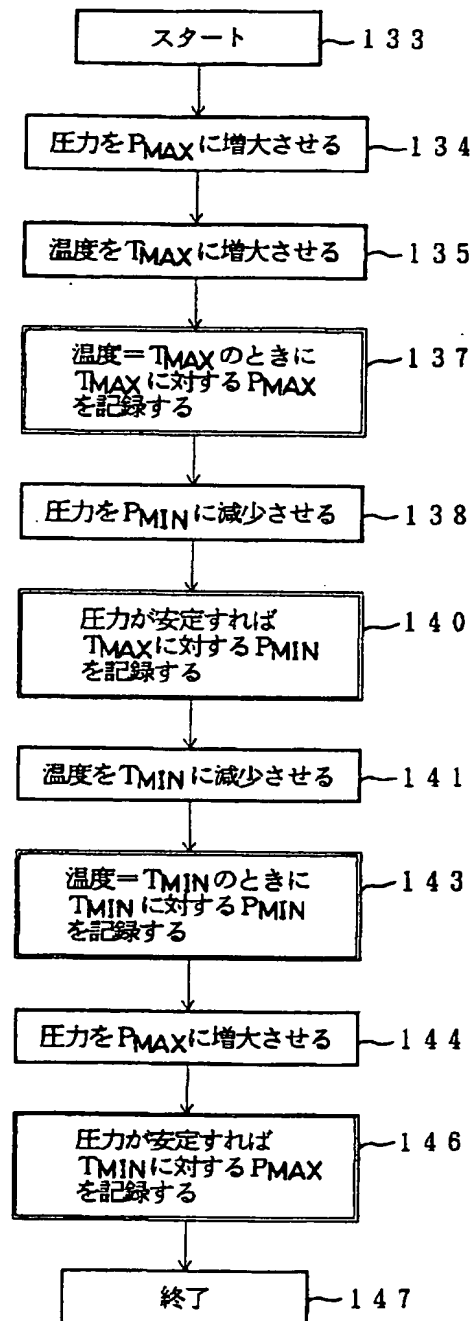 スタート 133
圧力をPMAXに増大させる 134
温度をTMAXに増大させる 135
温度=TMAXのときに 137
TMAXに対するPMAX
を記録する
圧力をPMINに減少させる 138
圧力が安定すれば 140
TMAXに対するPMIN
を記録する
温度をTMINに減少させる 141
温度=TMINのときに 143
TMINに対するPMIN
を記録する
圧力をPMAXに増大させる 144
圧力が安定すれば 146
TMINに対するPMAX
を記録する
終了 147